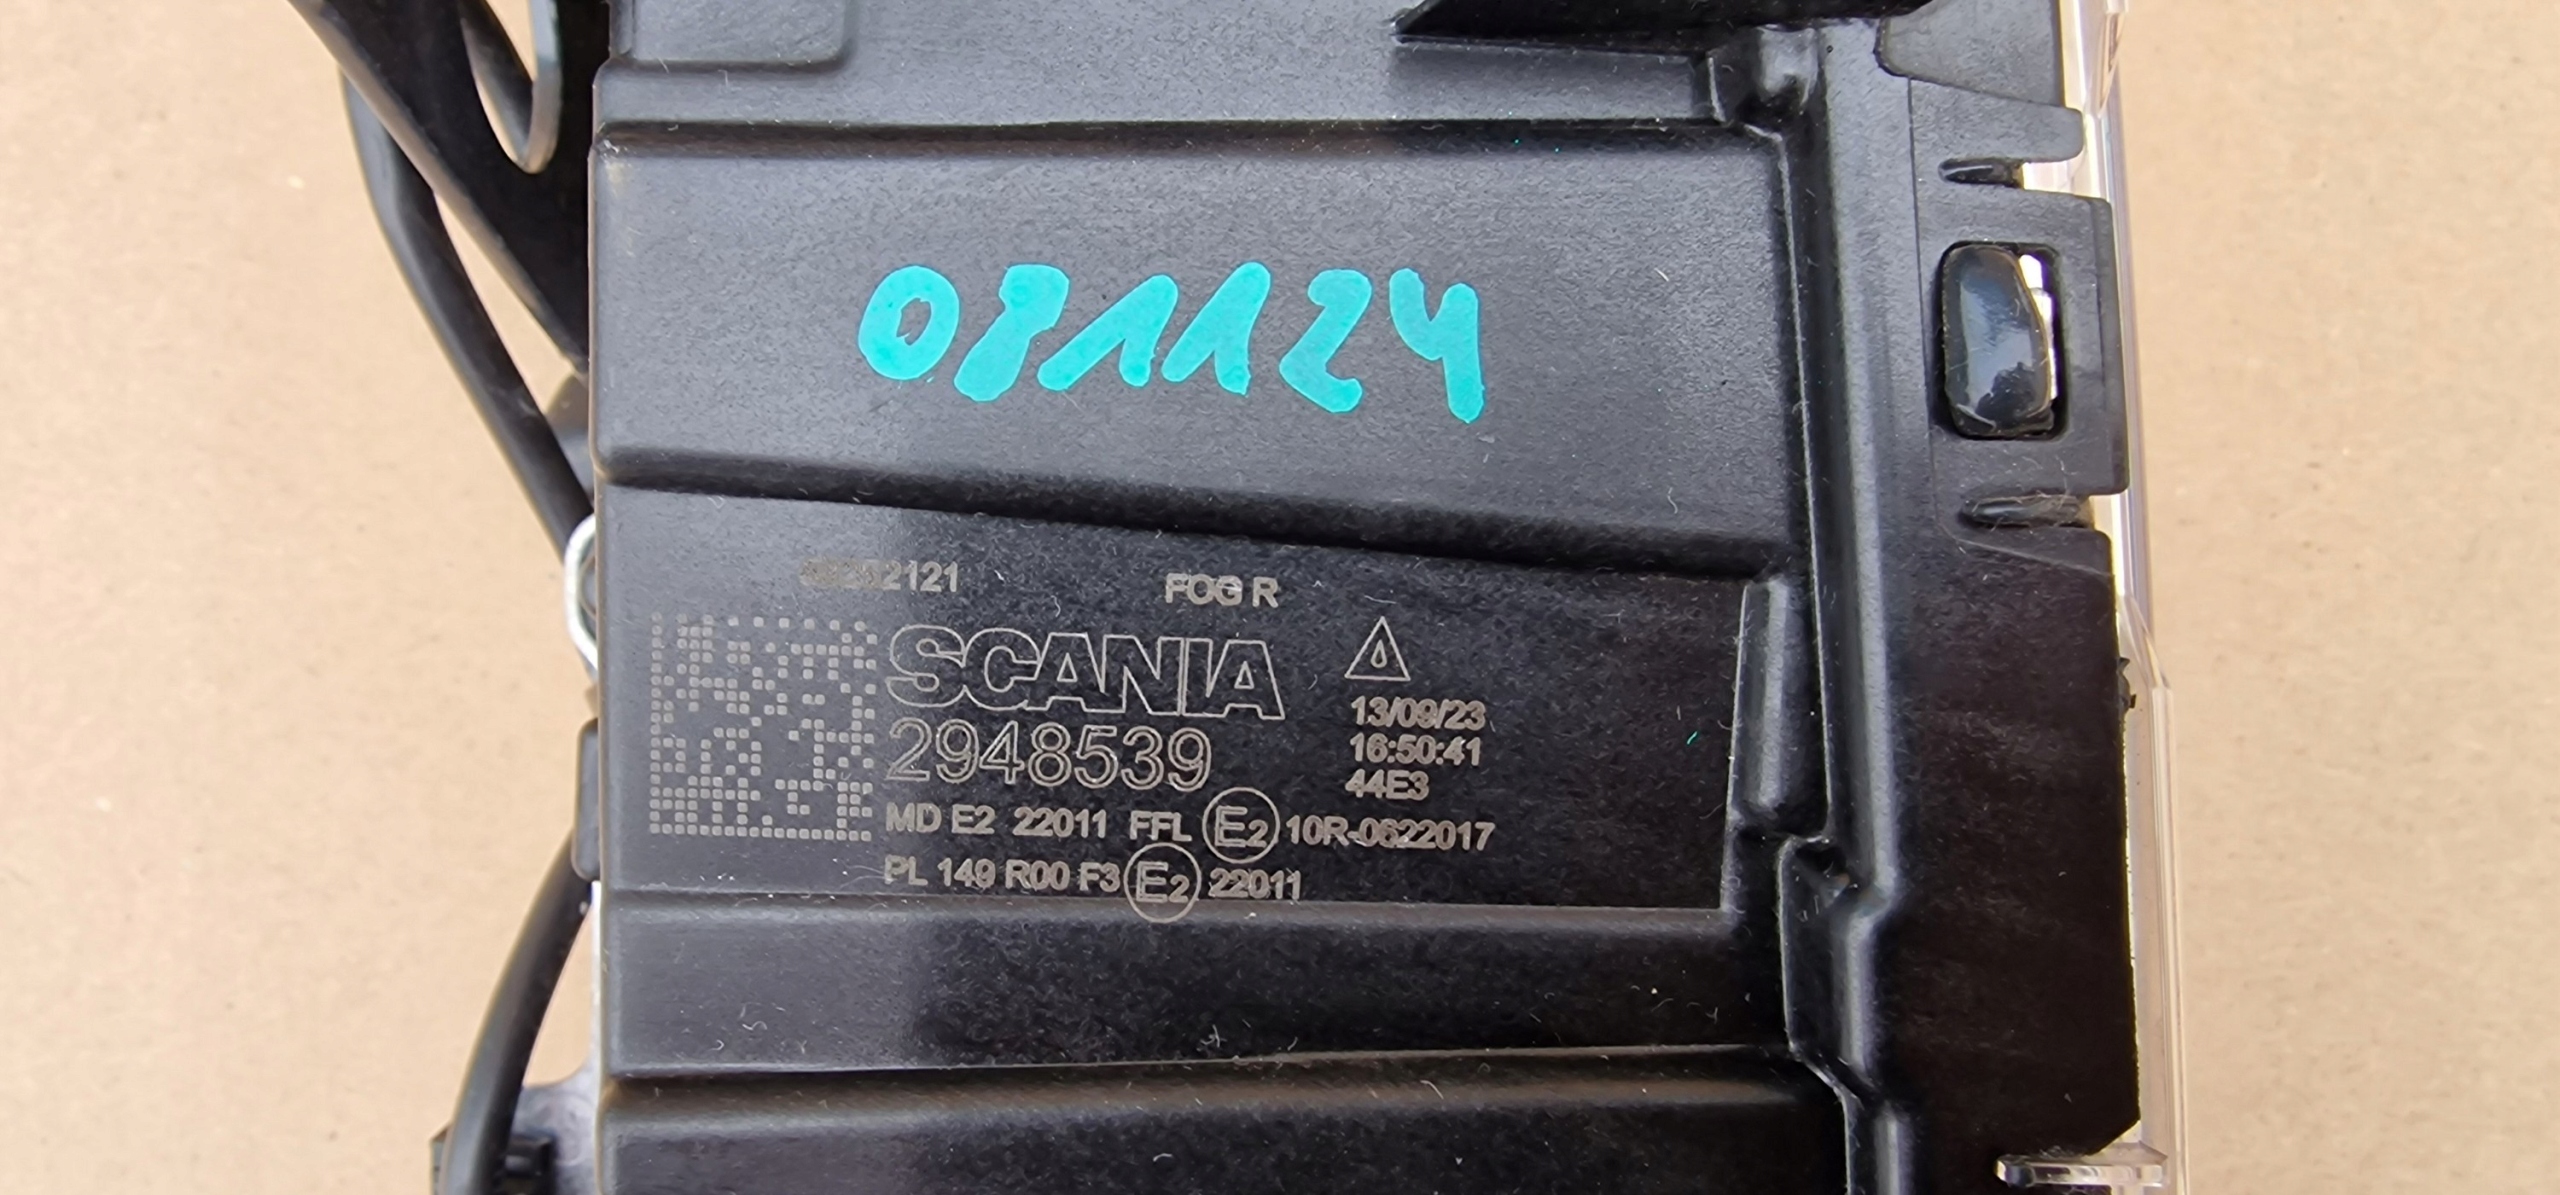 081124
FOG R
SCANIA
2948539
13/09/23
16:50:41
44E3
MD E2 22011 FFL E2 10R-0622017
PL 149 R00 F3 E2 22011